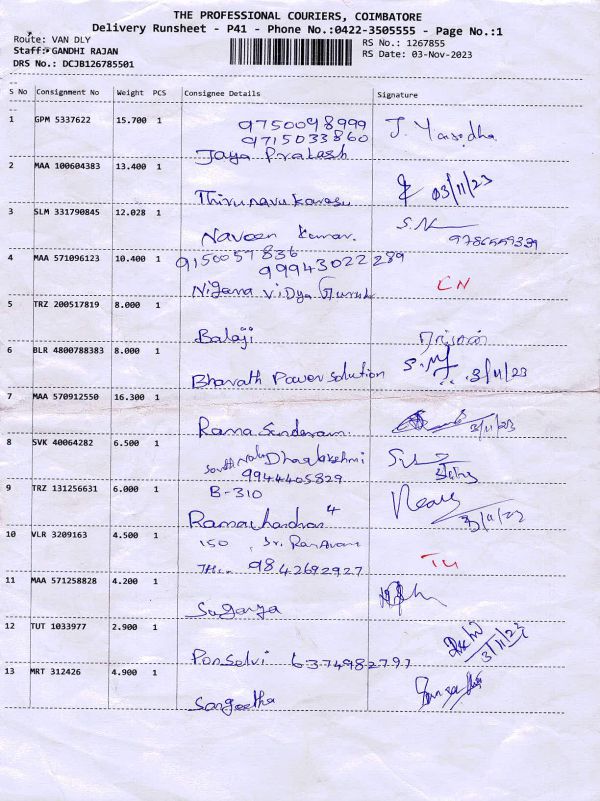 THE PROFESSIONAL COURIERS, COIMBATORE
Delivery Runsheet - P41 - Phone No.:0422-3505555 - Page No.:1
Route: VAN DLY
RS No.: 1267855
Staff: GANDHI RAJAN
RS Date: 03-Nov-2023
DRS No.: DCJB126785501
S No Consignment No Weight PCS Consignee Details Signature
1 GPM 5337622 15.700 1 9750098999
9715033860
Jaya Pralash J. Yasodha
2 MAA 100604383 13.400 1
Thirunavukarasu 03/11/23
3 SLM 331790845 12.028 1 S.N
Naveen Kumar.
4 MAA 571096123 10.400 1 9150057836
99943022289
Nigama Vidya LN
5 TRZ 200517819 8.000 1
Balaji
6 BLR 4800788383 8.000 1
Bharath Power solution 3/11/23
7 MAA 570912550 16.300 1
Rama Sundaram 3/11/23
8 SVK 40064282 6.500 1 Dhanalakshmi
9944405829
9 TRZ 131256631 6.000 1 B-310
Ramachandran 3/11/23
10 VLR 3209163 4.500 1 150, Sri
9842692927 TU
11 MAA 571258828 4.200 1
Suganya
12 TUT 1033977 2.900 1
Ponselvi 6374982797 3/11/23
13 MRT 312426 4.900 1
Sangeetha